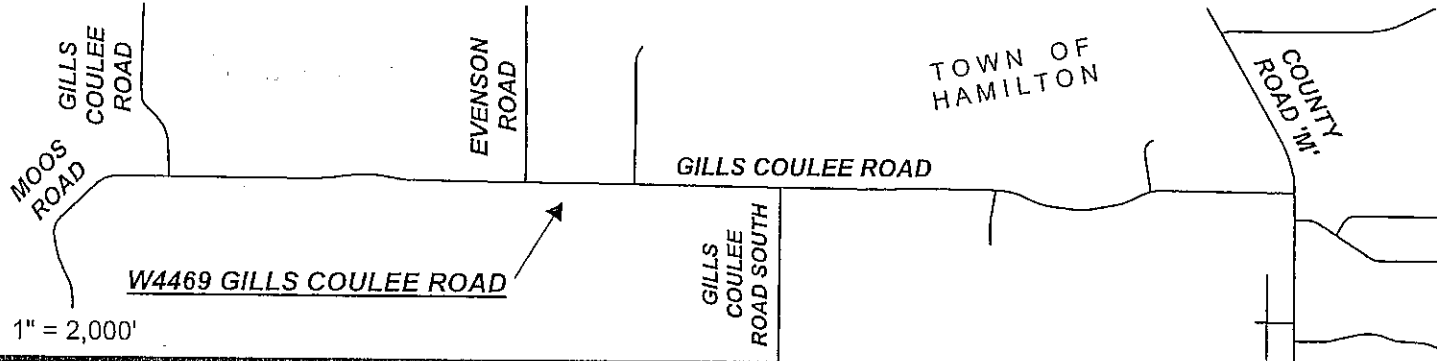 GILLS
COULEE
ROAD
MOOS
ROAD
EVENSON
ROAD
TOWN OF
HAMILTON
COUNTY
ROAD 'M'
GILLS COULEE ROAD
GILLS
COULEE
ROAD SOUTH
W4469 GILLS COULEE ROAD
1" = 2,000'